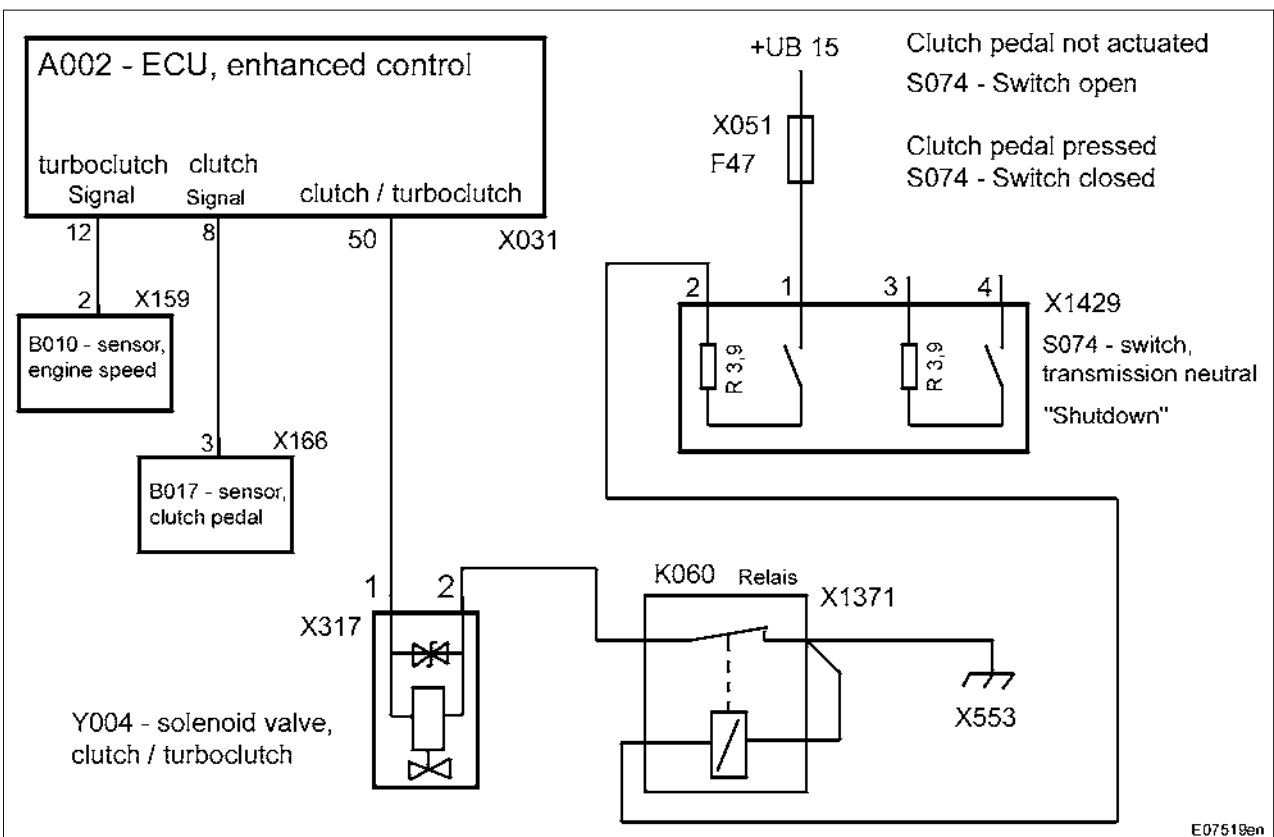 A002 - ECU, enhanced control
turboclutch
Signal
clutch
Signal
clutch / turboclutch
12
8
50
X031
2
X159
B010 - sensor,
engine speed
3
X166
B017 - sensor,
clutch pedal
+UB 15
X051
F47
Clutch pedal not actuated
S074 - Switch open
Clutch pedal pressed
S074 - Switch closed
2
1
3
4
X1429
R 3,9
R 3,9
S074 - switch,
transmission neutral
"Shutdown"
1
2
X317
Y004 - solenoid valve,
clutch / turboclutch
K060
Relais
X1371
X553
E07519en